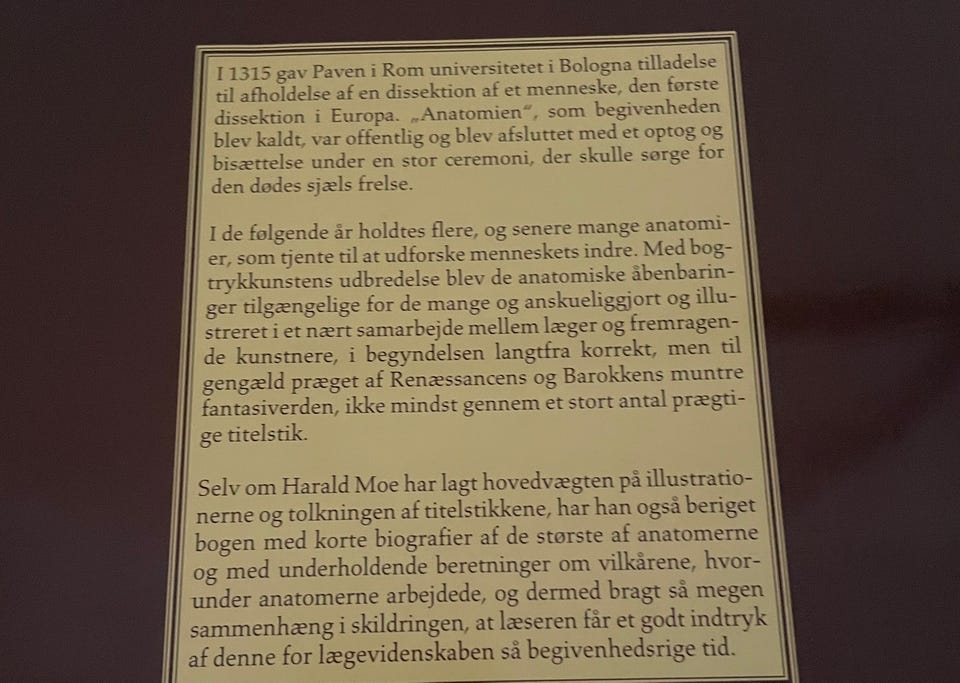 I 1315 gav Paven i Rom universitetet i Bologna tilladelse
til afholdelse af en dissektion af et menneske, den første
dissektion i Europa. „Anatomien“, som begivenheden
blev kaldt, var offentlig og blev afsluttet med et optog og
bisættelse under en stor ceremoni, der skulle sørge for
den dødes sjæls frelse.
I de følgende år holdtes flere, og senere mange anatomi-
er, som tjente til at udforske menneskets indre. Med bog-
trykkunstens udbredelse blev de anatomiske åbenbarin-
ger tilgængelige for de mange og anskueliggjort og illu-
streret i et nært samarbejde mellem læger og fremragen-
de kunstnere, i begyndelsen langtfra korrekt, men til
gengæld præget af Renæssancens og Barokkens muntre
fantasiverden, ikke mindst gennem et stort antal prægti-
ge titelstik.
Selv om Harald Moe har lagt hovedvægten på illustratio-
nerne og tolkningen af titelstikkene, har han også beriget
bogen med korte biografier af de største af anatomerne
og med underholdende beretninger om vilkårene, hvor-
under anatomerne arbejdede, og dermed bragt så megen
sammenhæng i skildringen, at læseren får et godt indtryk
af denne for lægevidenskaben så begivenhedsrige tid.